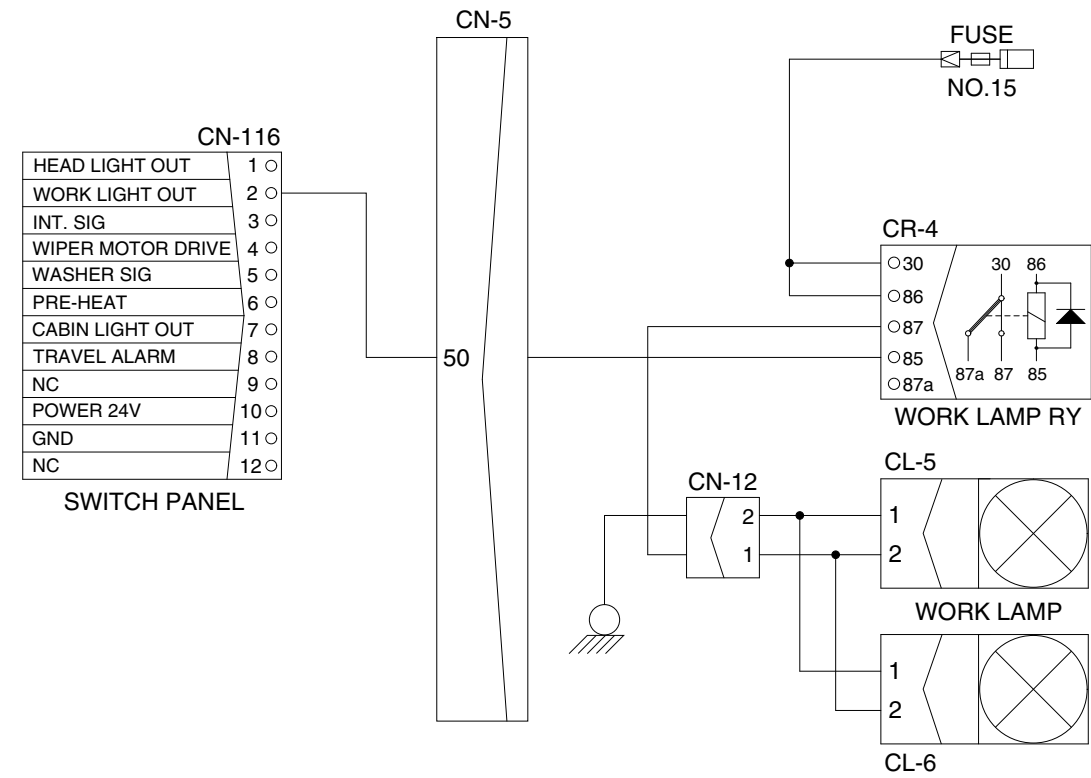 CN-5
FUSE
NO.15
CN-116
HEAD LIGHT OUT 1
WORK LIGHT OUT 2
INT. SIG 3
WIPER MOTOR DRIVE 4
WASHER SIG 5
PRE-HEAT 6
CABIN LIGHT OUT 7
TRAVEL ALARM 8
NC 9
POWER 24V 10
GND 11
NC 12
SWITCH PANEL
50
CR-4
30
86
87
85
87a
30 86
87a 87 85
WORK LAMP RY
CN-12
2
1
CL-5
1
2
WORK LAMP
1
2
CL-6